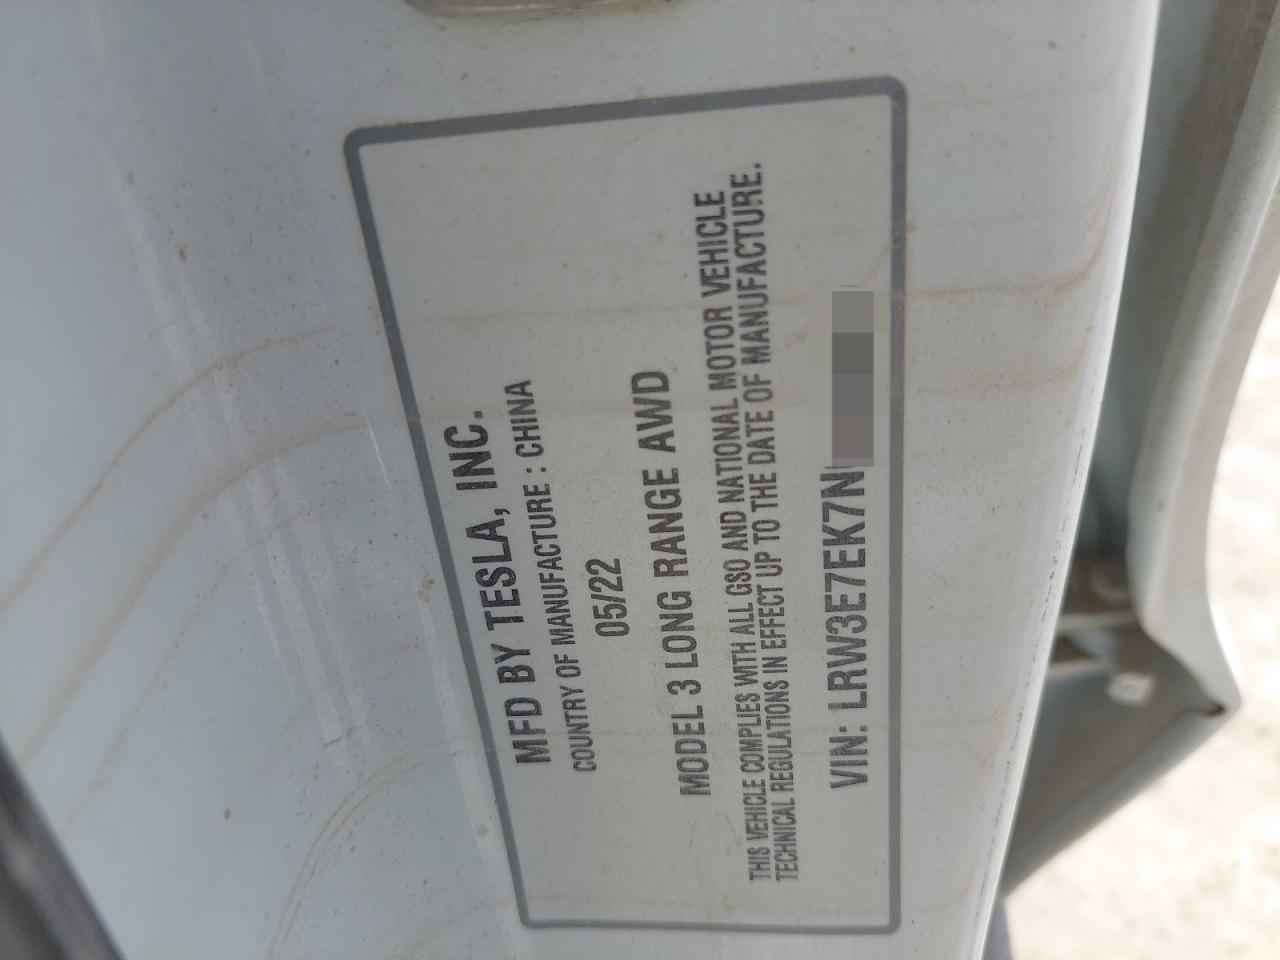 MFD BY TESLA, INC.
COUNTRY OF MANUFACTURE : CHINA
05/22
MODEL 3 LONG RANGE AWD
THIS VEHICLE COMPLIES WITH ALL GSO AND NATIONAL MOTOR VEHICLE
TECHNICAL REGULATIONS IN EFFECT UP TO THE DATE OF MANUFACTURE.
VIN: LRW3E7EK7N